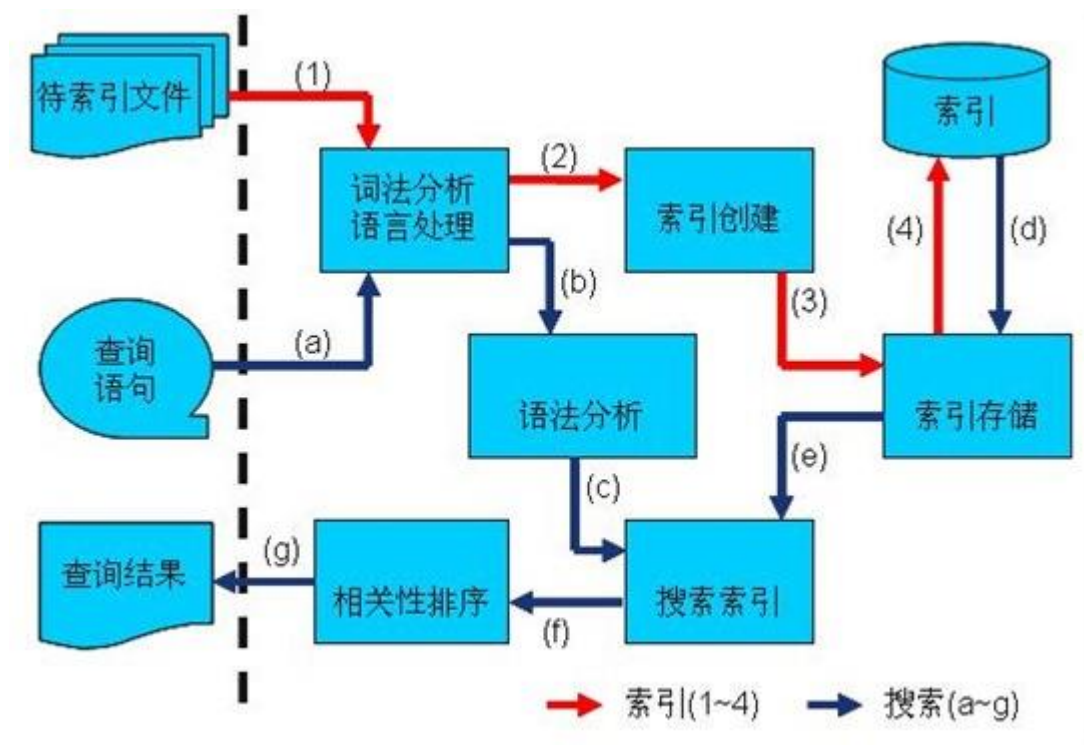 待索引文件
(1)
索引
词法分析
语言处理
(2)
索引创建
(4)
(d)
(b)
(3)
查询
语句
(a)
语法分析
索引存储
(e)
(c)
查询结果
(g)
相关性排序
(f)
搜索索引
索引(1~4)
搜索(a~g)